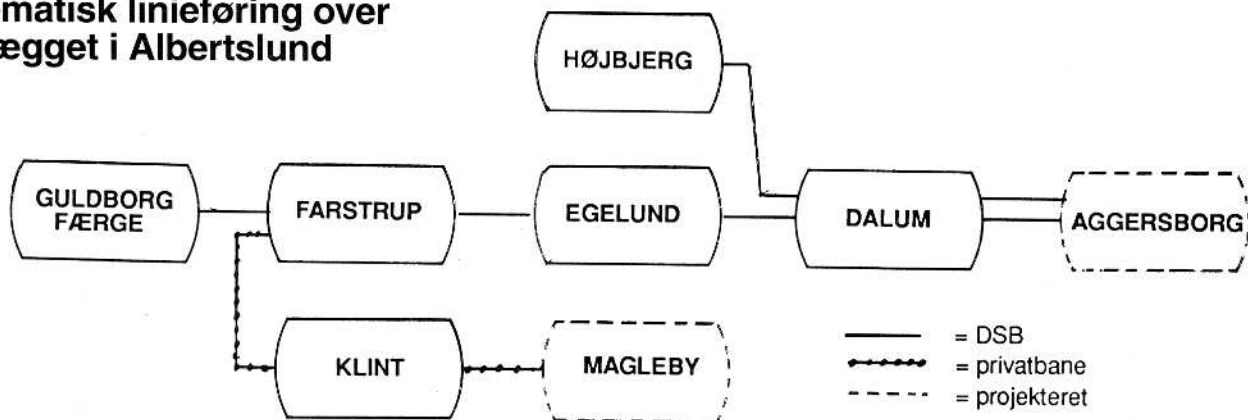 matisk linieføring over
ægget i Albertslund
HØJBJERG
GULDBORG
FÆRGE
FARSTRUP
EGELUND
DALUM
AGGERSBORG
KLINT
MAGLEBY
= DSB
= privatbane
= projekteret